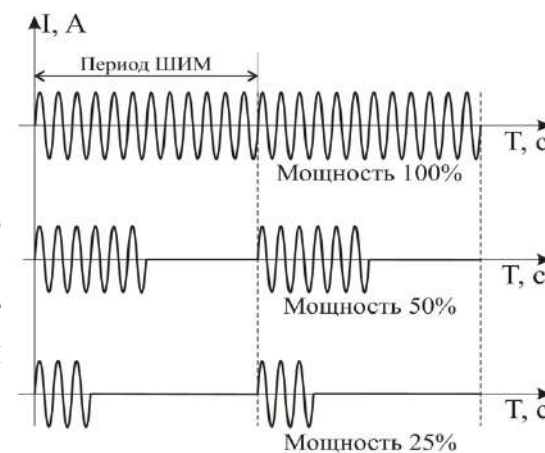 I, А
Период ШИМ
Т, с
Мощность 100%
Т, с
Мощность 50%
Т, с
Мощность 25%